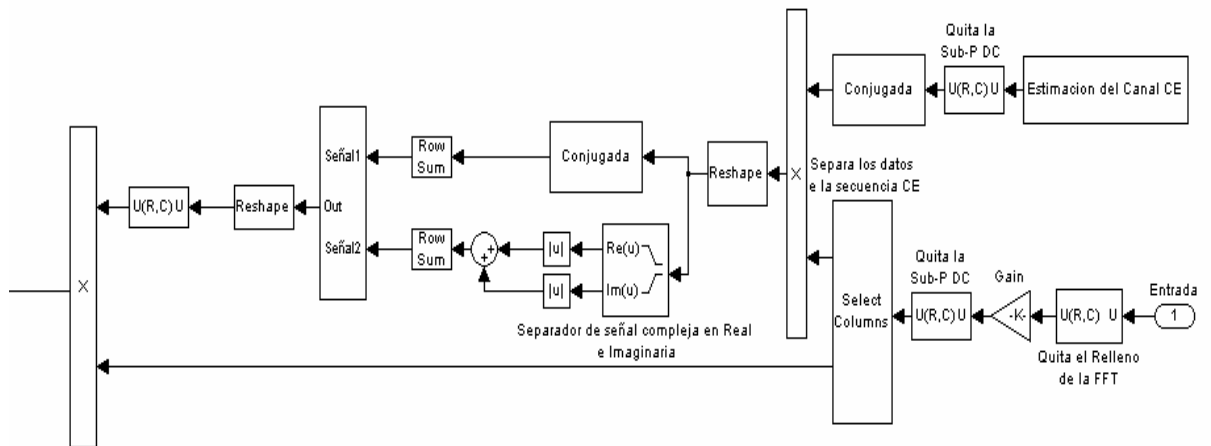 Quita la
Sub-P DC
Conjugada
U(R,C) U
Estimacion del Canal CE
Señal1
Row
Sum
Conjugada
Reshape
X
Separa los datos
e la secuencia CE
U(R,C) U
Reshape
Out
X
Señal2
Row
Sum
+
+
|u|
Re(u)
|u|
Im(u)
Separador de señal compleja en Real
e Imaginaria
Select
Columns
Quita la
Sub-P DC
U(R,C) U
Gain
-K-
U(R,C) U
Entrada
1
Quita el Relleno
de la FFT